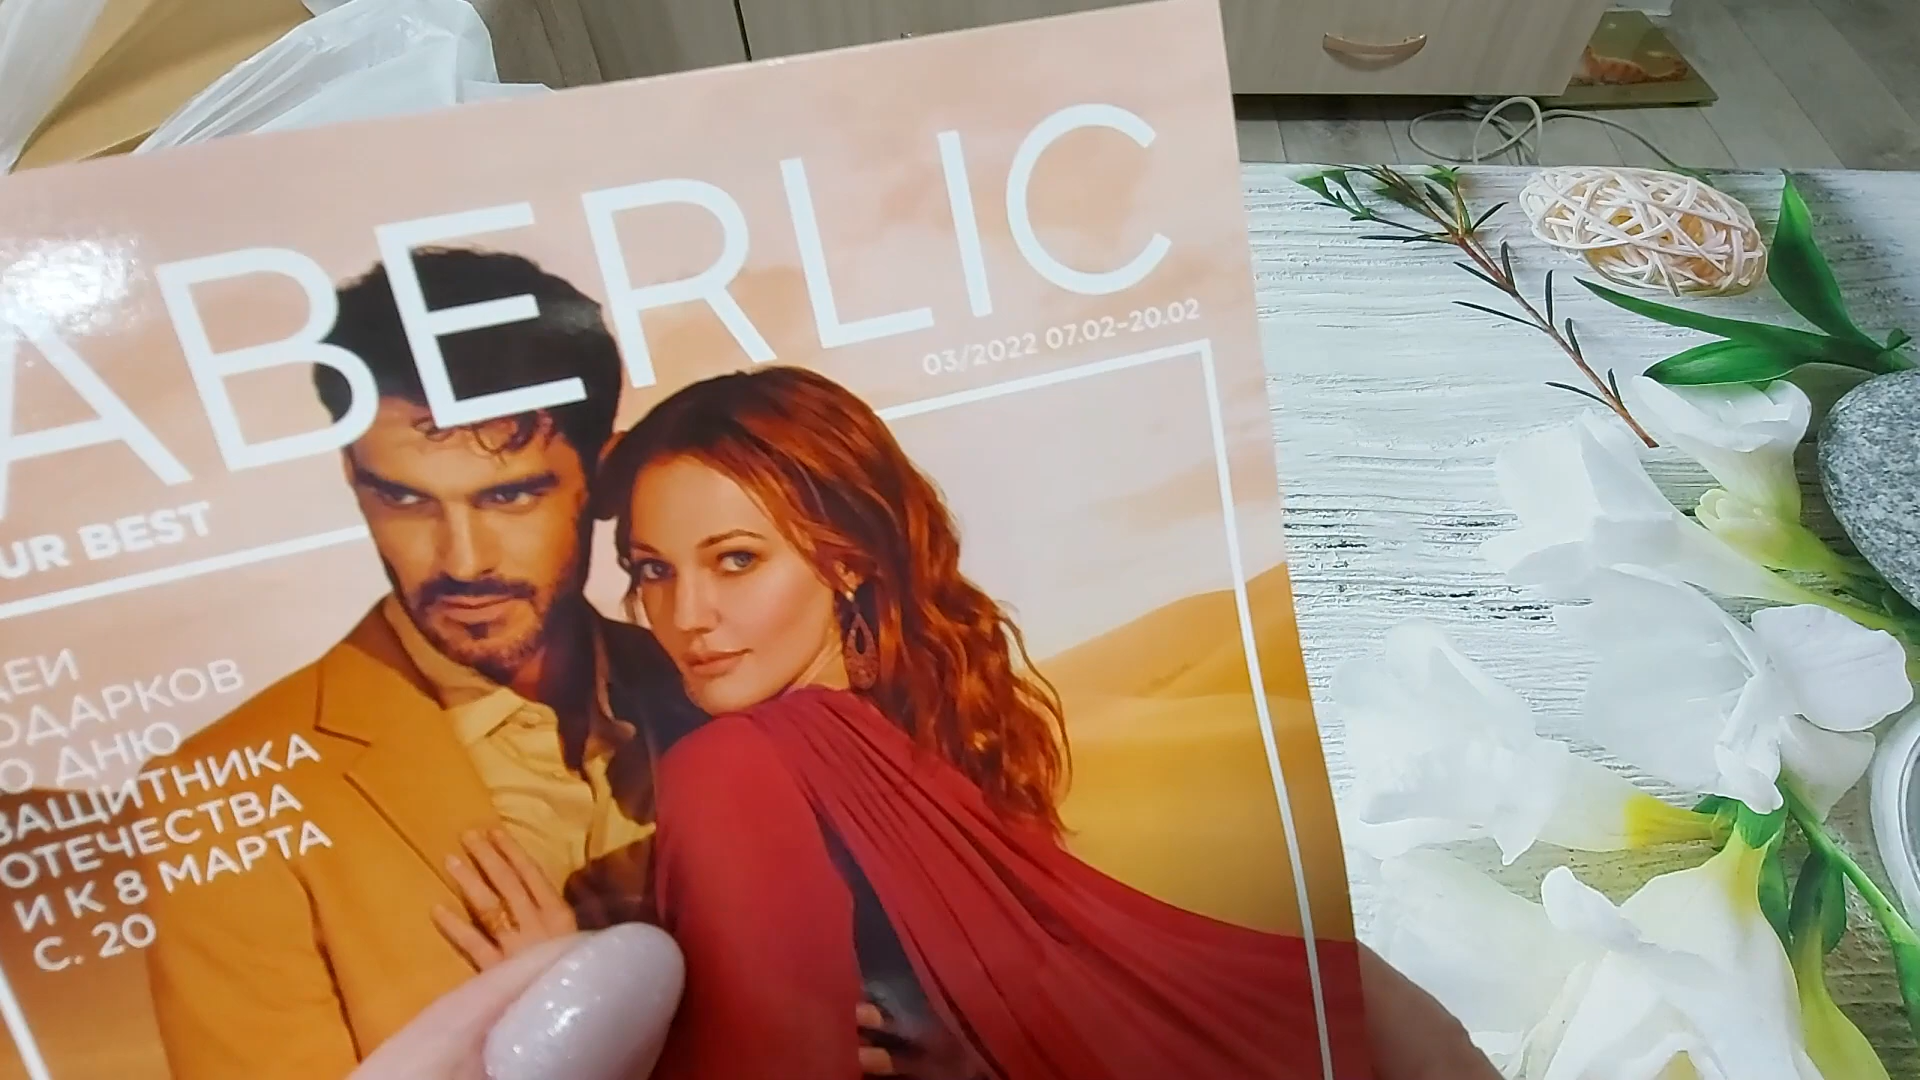 ABERLIC
03/2022 07.02-20.02
UR BEST
ДЕИ
ОДАРКОВ
О ДНЮ
ЗАЩИТНИКА
ОТЕЧЕСТВА
И К 8 МАРТА
С. 20